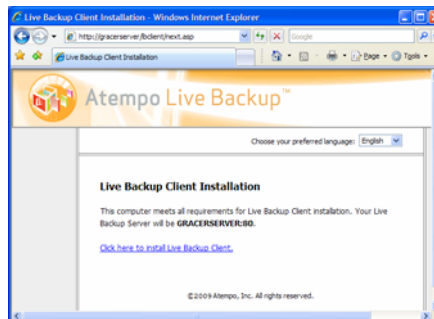 Live Backup Client Installation - Windows Internet Explorer
http://gracerserver/lbclient/next.asp
Google
Live Backup Client Installation
Page
Tools
Atempo Live Backup™
Choose your preferred language: English
Live Backup Client Installation
This computer meets all requirements for Live Backup Client installation. Your Live
Backup Server will be GRACERSERVER:80.
Click here to install Live Backup Client.
©2009 Atempo, Inc. All rights reserved.